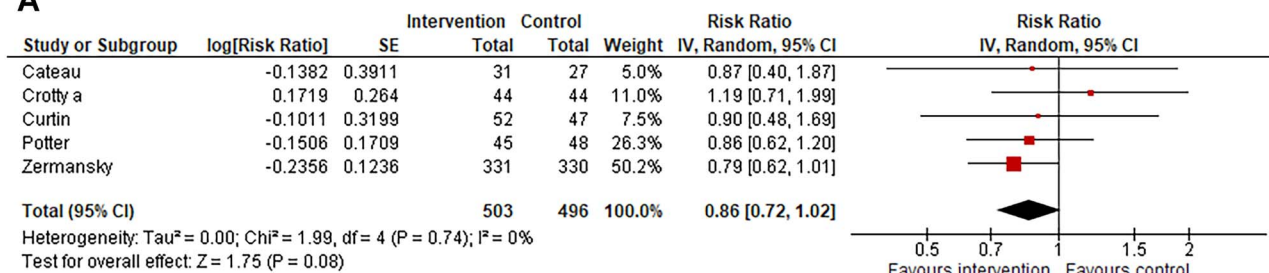 A
Intervention Control Risk Ratio Risk Ratio
Study or Subgroup log[Risk Ratio] SE Total Total Weight IV, Random, 95% CI IV, Random, 95% CI
Cateau -0.1382 0.3911 31 27 5.0% 0.87 [0.40, 1.87]
Crotty a 0.1719 0.264 44 44 11.0% 1.19 [0.71, 1.99]
Curtin -0.1011 0.3199 52 47 7.5% 0.90 [0.48, 1.69]
Potter -0.1506 0.1709 45 48 26.3% 0.86 [0.62, 1.20]
Zermansky -0.2356 0.1236 331 330 50.2% 0.79 [0.62, 1.01]
Total (95% CI) 503 496 100.0% 0.86 [0.72, 1.02]
Heterogeneity: Tau² = 0.00; Chi² = 1.99, df = 4 (P = 0.74); I² = 0%
Test for overall effect: Z = 1.75 (P = 0.08)
0.5 0.7 1 1.5 2
Favours intervention Favours control